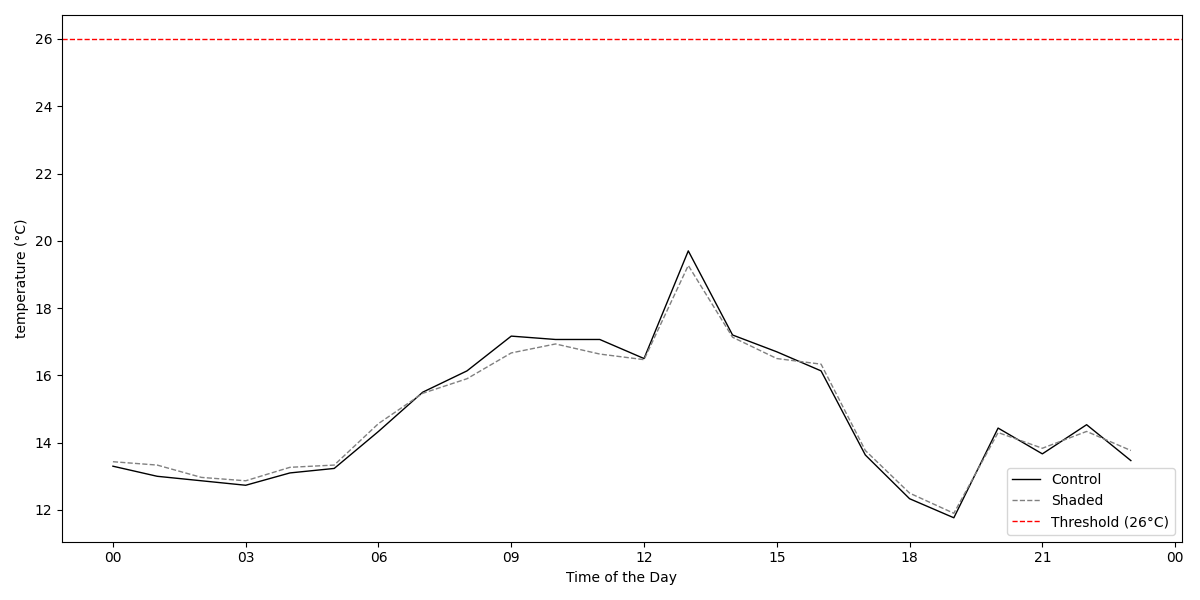 26
24
22
20
18
16
14
12
temperature (°C)
00 03 06 09 12 15 18 21 00
Time of the Day
Control
Shaded
Threshold (26°C)